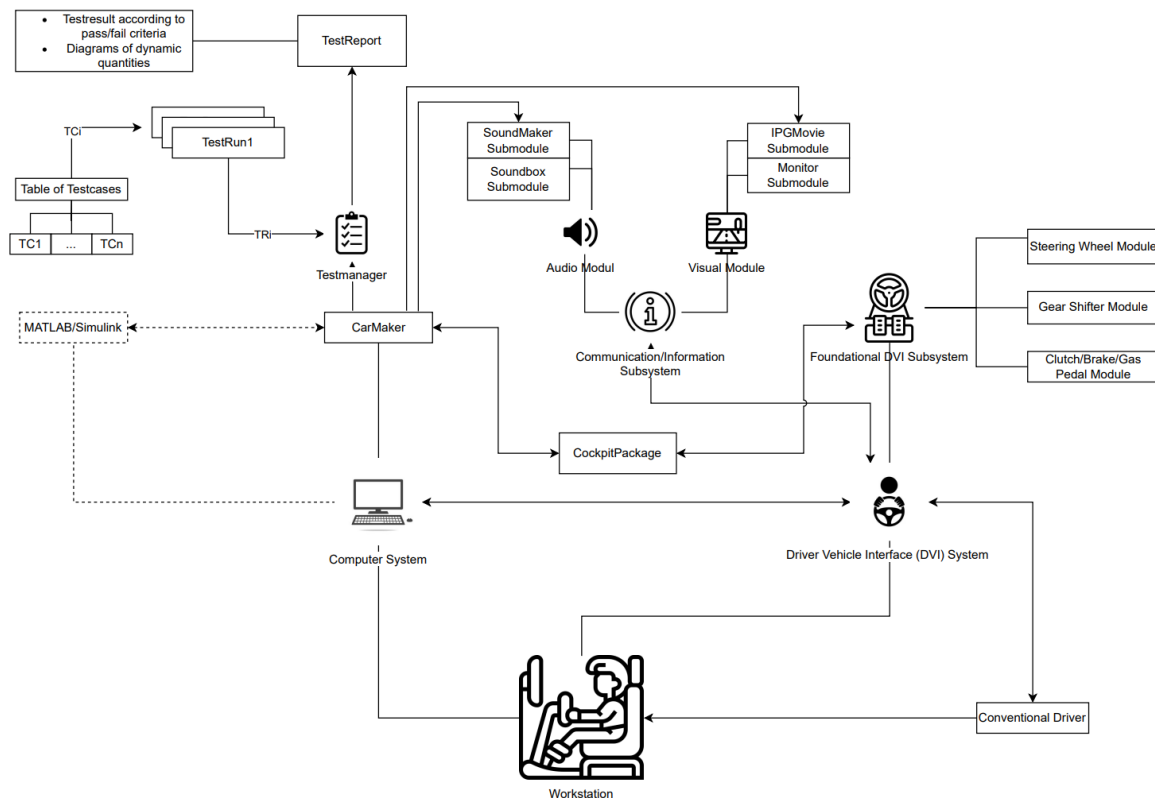 Testresult according to
pass/fail criteria
Diagrams of dynamic
quantities
TestReport
TCi
TestRun1
SoundMaker
Submodule
Soundbox
Submodule
IPGMovie
Submodule
Monitor
Submodule
Table of Testcases
TC1
...
TCn
TRi
Testmanager
Audio Modul
Visual Module
Steering Wheel Module
Gear Shifter Module
Clutch/Brake/Gas
Pedal Module
MATLAB/Simulink
CarMaker
Communication/Information
Subsystem
Foundational DVI Subsystem
CockpitPackage
Computer System
Driver Vehicle Interface (DVI) System
Conventional Driver
Workstation